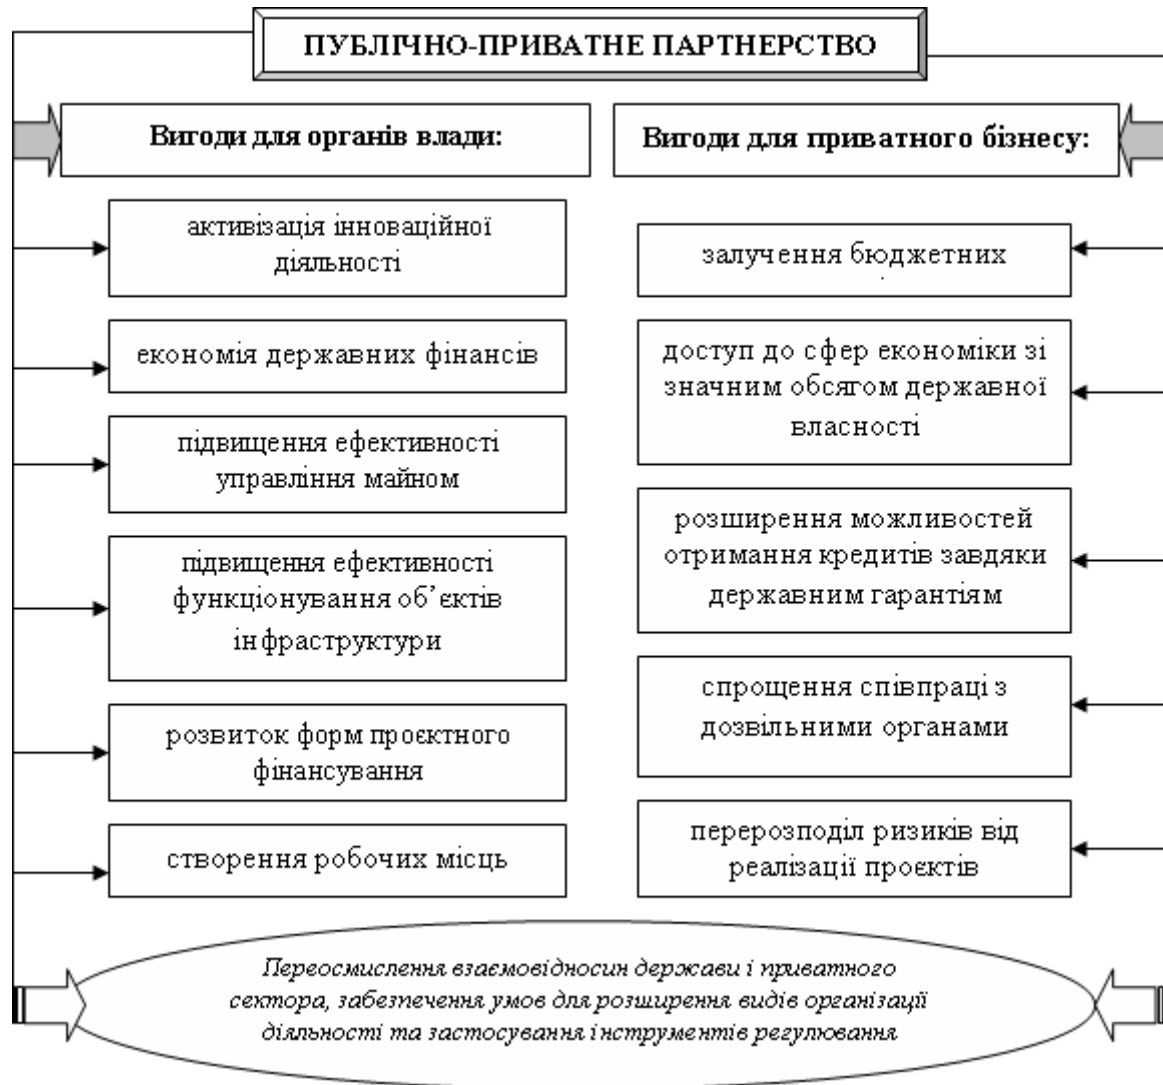 ПУБЛІЧНО-ПРИВАТНЕ ПАРТНЕРСТВО
Вигоди для органів влади:
активізація інноваційної
діяльності
економія державних фінансів
підвищення ефективності
управління майном
підвищення ефективності
функціонування об’єктів
інфраструктури
розвиток форм проєктного
фінансування
створення робочих місць
Вигоди для приватного бізнесу:
залучення бюджетних
доступ до сфер економіки зі
значним обсягом державної
власності
розширення можливостей
отримання кредитів завдяки
державним гарантіям
спрощення співпраці з
дозвільними органами
перерозподіл ризиків від
реалізації проєктів
Переосмислення взаємовідносин держави і приватного
сектора, забезпечення умов для розширення видів організації
діяльності та застосування інструментів регулювання